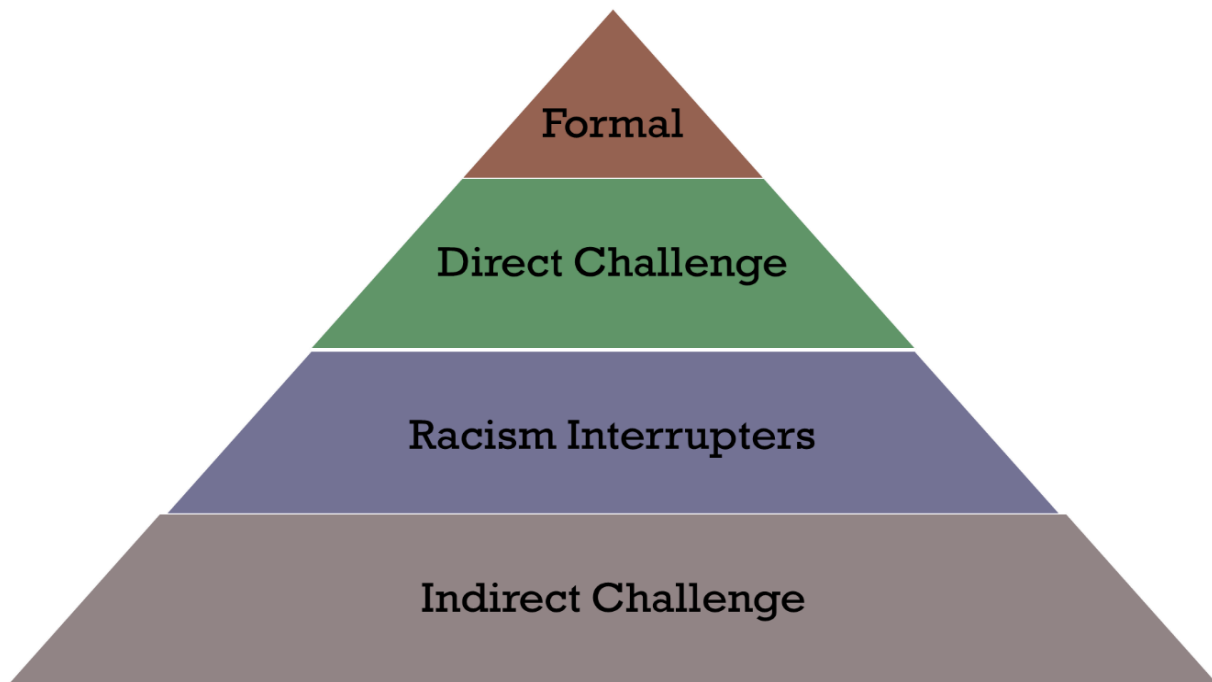 Formal
Direct Challenge
Racism Interrupters
Indirect Challenge